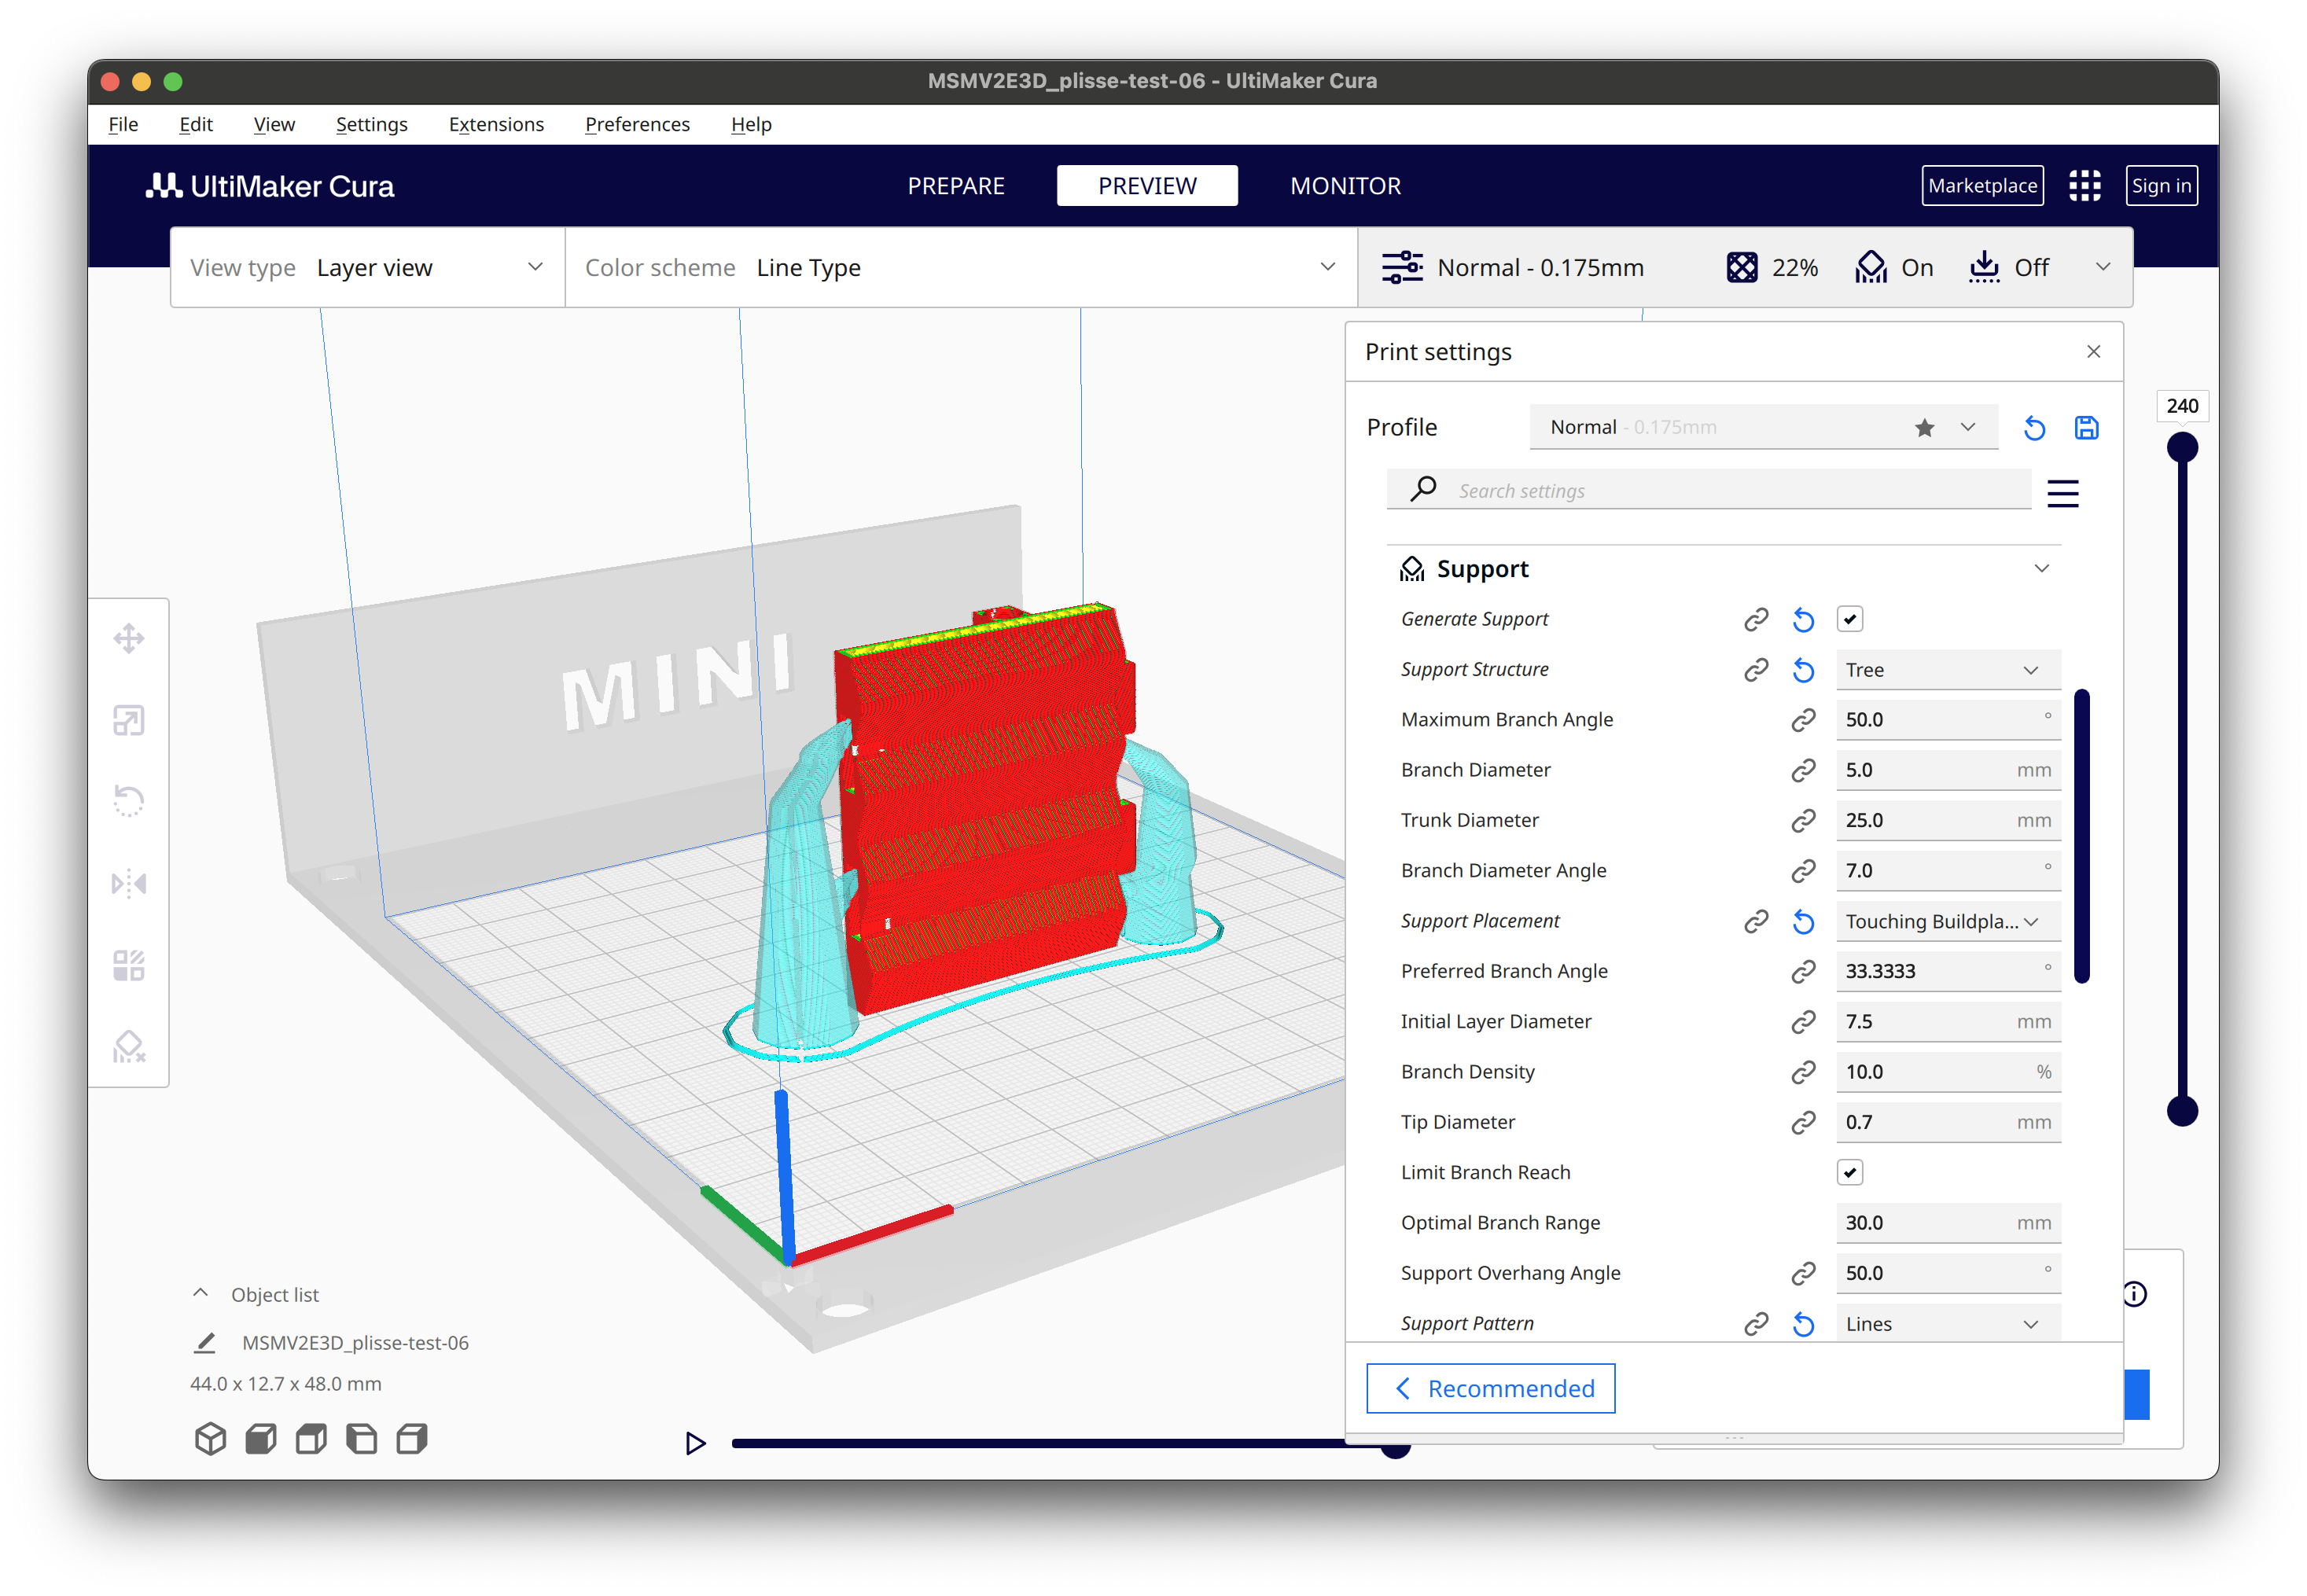 MSMV2E3D_plisse-test-06 - UltiMaker Cura
File Edit View Settings Extensions Preferences Help
UltiMaker Cura
PREPARE PREVIEW MONITOR
Marketplace Sign in
View type Layer view
Color scheme Line Type
Normal - 0.175mm 22% On Off
Print settings
Profile Normal - 0.175mm
Search settings
Support
Generate Support
Support Structure Tree
Maximum Branch Angle 50.0 °
Branch Diameter 5.0 mm
Trunk Diameter 25.0 mm
Branch Diameter Angle 7.0 °
Support Placement Touching Buildpla...
Preferred Branch Angle 33.3333 °
Initial Layer Diameter 7.5 mm
Branch Density 10.0 %
Tip Diameter 0.7 mm
Limit Branch Reach
Optimal Branch Range 30.0 mm
Support Overhang Angle 50.0 °
Support Pattern Lines
Recommended
240
MINI
Object list
MSMV2E3D_plisse-test-06
44.0 x 12.7 x 48.0 mm